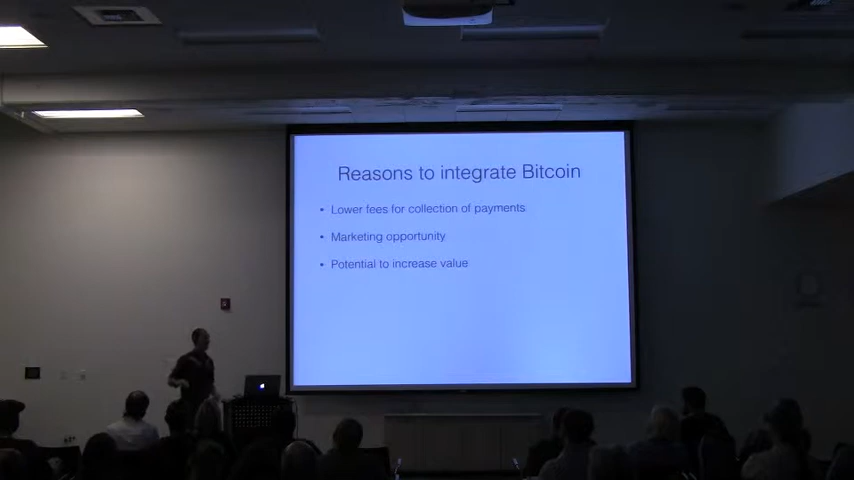 Reasons to integrate Bitcoin
• Lower fees for collection of payments
• Marketing opportunity
• Potential to increase value